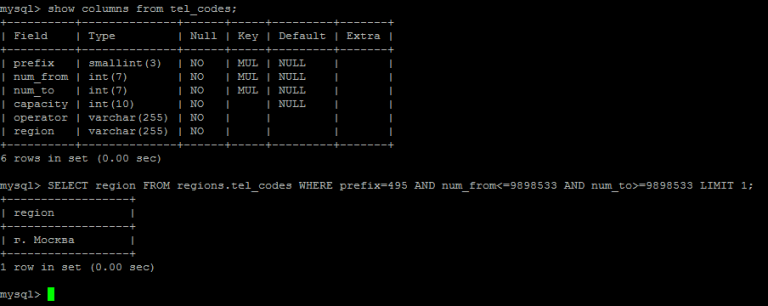 mysql> show columns from tel_codes;
+----------+--------------+------+-----+---------+-------+
| Field    | Type         | Null | Key | Default | Extra |
+----------+--------------+------+-----+---------+-------+
| prefix   | smallint(3)  | NO   | MUL | NULL    |       |
| num_from | int(7)       | NO   | MUL | NULL    |       |
| num_to   | int(7)       | NO   | MUL | NULL    |       |
| capacity | int(10)      | NO   |     | NULL    |       |
| operator | varchar(255) | NO   |     |         |       |
| region   | varchar(255) | NO   |     |         |       |
+----------+--------------+------+-----+---------+-------+
6 rows in set (0.00 sec)
mysql> SELECT region FROM regions.tel_codes WHERE prefix=495 AND num_from<=9898533 AND num_to>=9898533 LIMIT 1;
+------------------+
| region           |
+------------------+
| г. Москва        |
+------------------+
1 row in set (0.00 sec)
mysql>